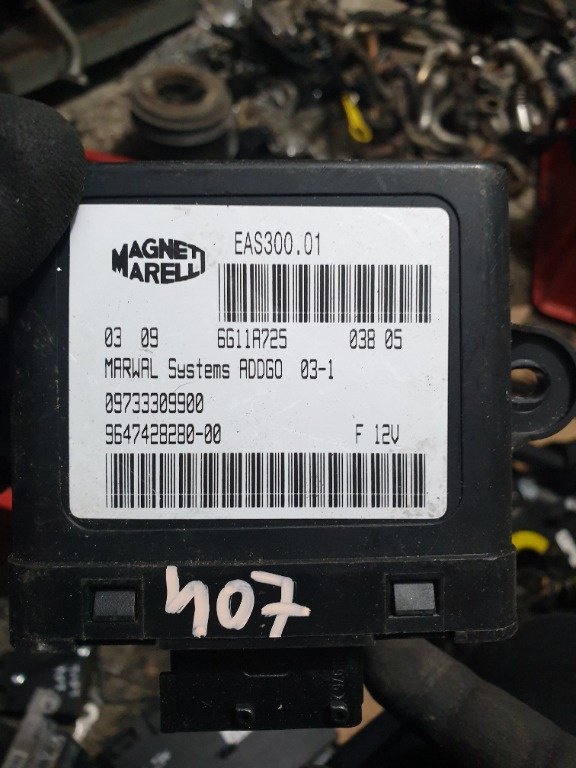 MAGNETI
MARELLI
EAS300.01
03 09 6G11A725 038 05
MARWAL Systems ADDGO 03-1
09733309900
9647428280-00 F 12V
407